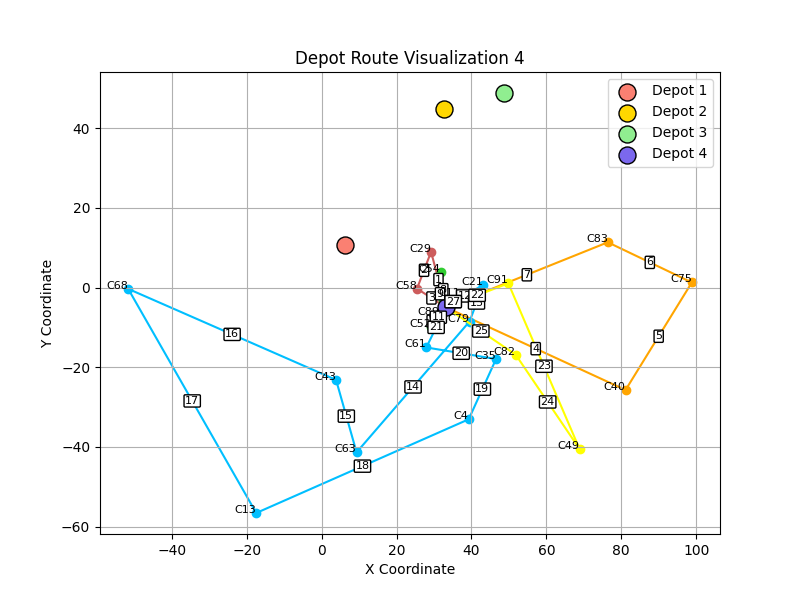 Depot Route Visualization 4
Depot 1
Depot 2
Depot 3
Depot 4
Y Coordinate
40
20
0
−20
−40
−60
−40
−20
0
20
40
60
80
100
X Coordinate
C83
C29
C75
C91
C21
C58
C68
C79
C61
C82
C35
C43
C40
C4
C49
C63
C13
1
3
4
5
6
7
11
14
15
16
17
18
19
20
21
22
23
24
25
27